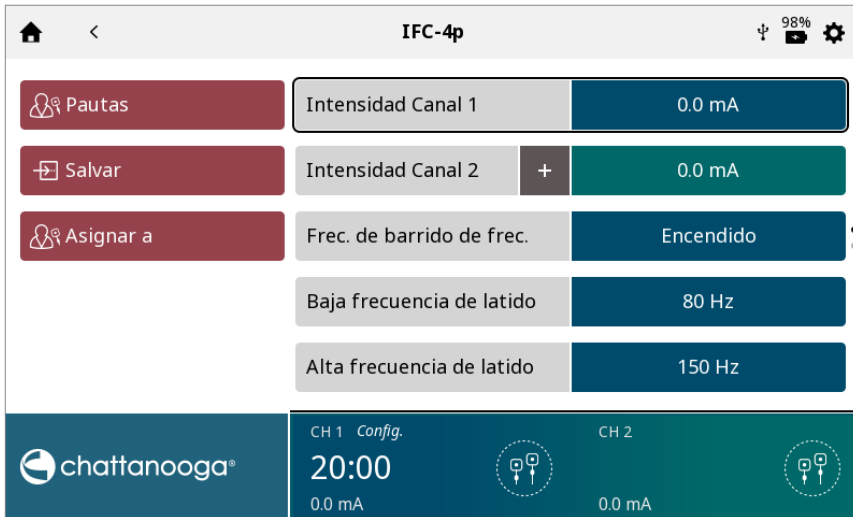 IFC-4p
98%
Pautas
Salvar
Asignar a
Intensidad Canal 1 0.0 mA
Intensidad Canal 2 + 0.0 mA
Frec. de barrido de frec. Encendido
Baja frecuencia de latido 80 Hz
Alta frecuencia de latido 150 Hz
chattanooga®
CH 1 Config.
20:00
0.0 mA
CH 2
0.0 mA